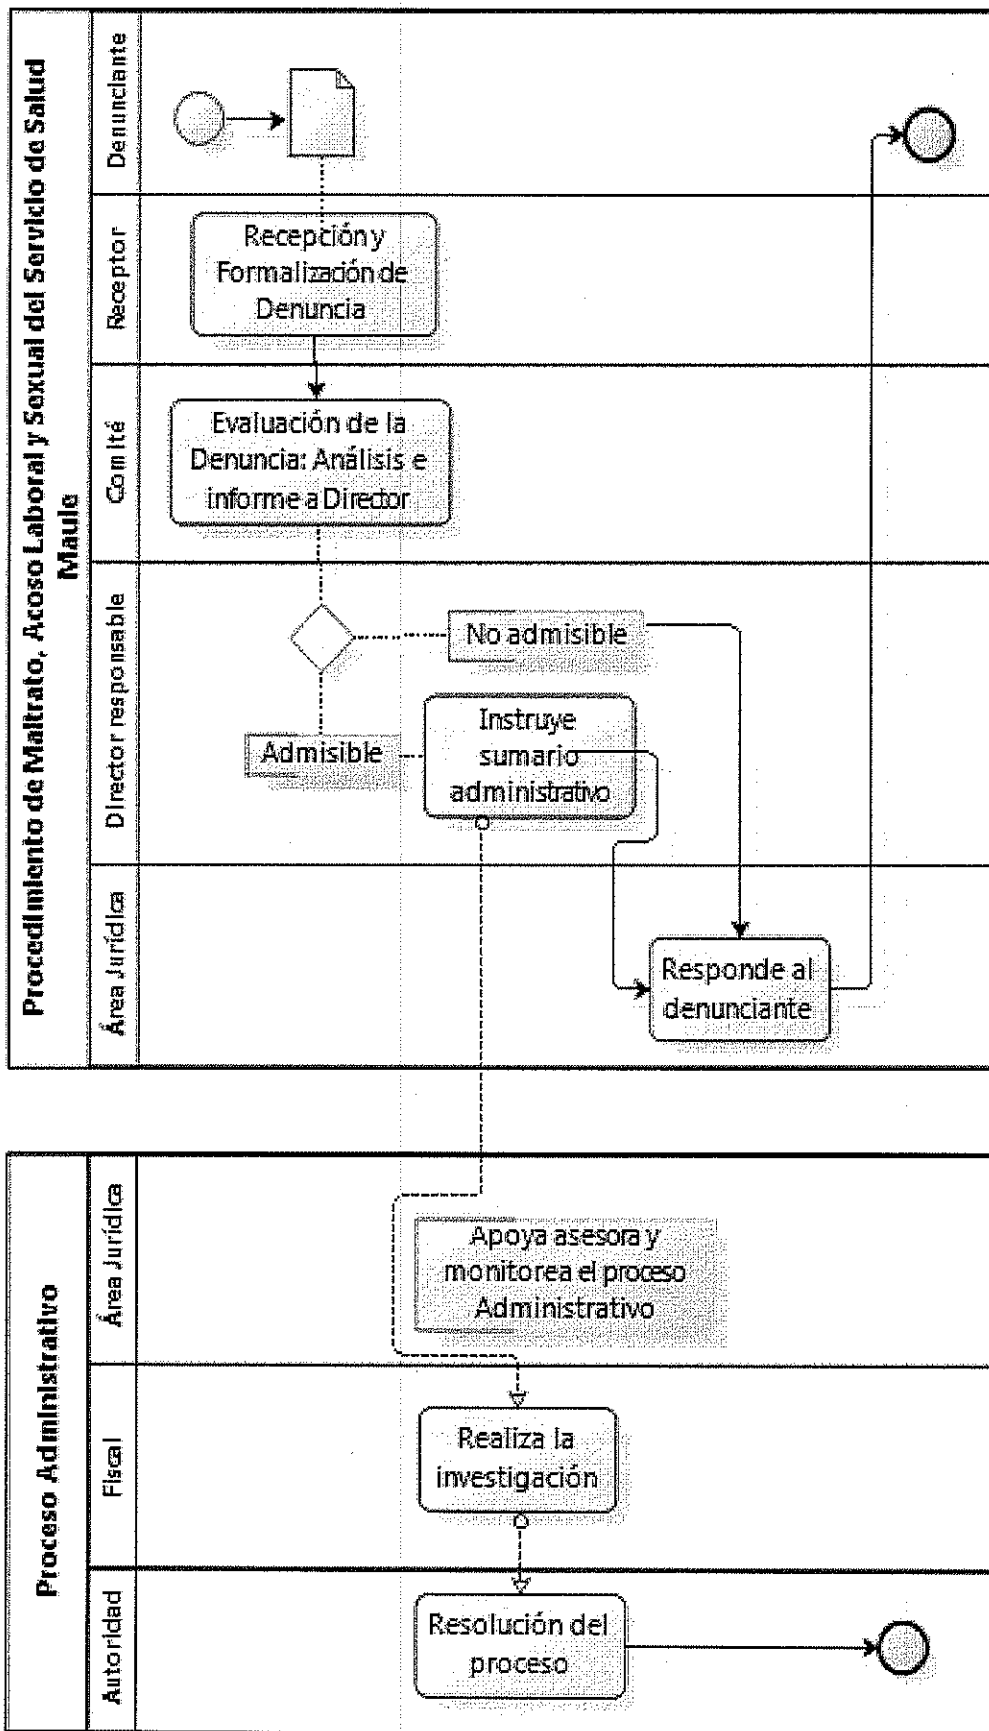 Procedimiento de Maltrato, Acoso Laboral y Sexual del Servicio de Salud
Maule
Denunciante
Receptor
Recepción y
Formalización de
Denuncia
Comité
Evaluación de la
Denuncia: Análisis e
informe a Director
Director responsable
No admisible
Admisible
Instruye
sumario
administrativo
Área Jurídica
Responde al
denunciante
Proceso Administrativo
Área Jurídica
Apoya asesora y
monitorea el proceso
Administrativo
Fiscal
Realiza la
investigación
Autoridad
Resolución del
proceso